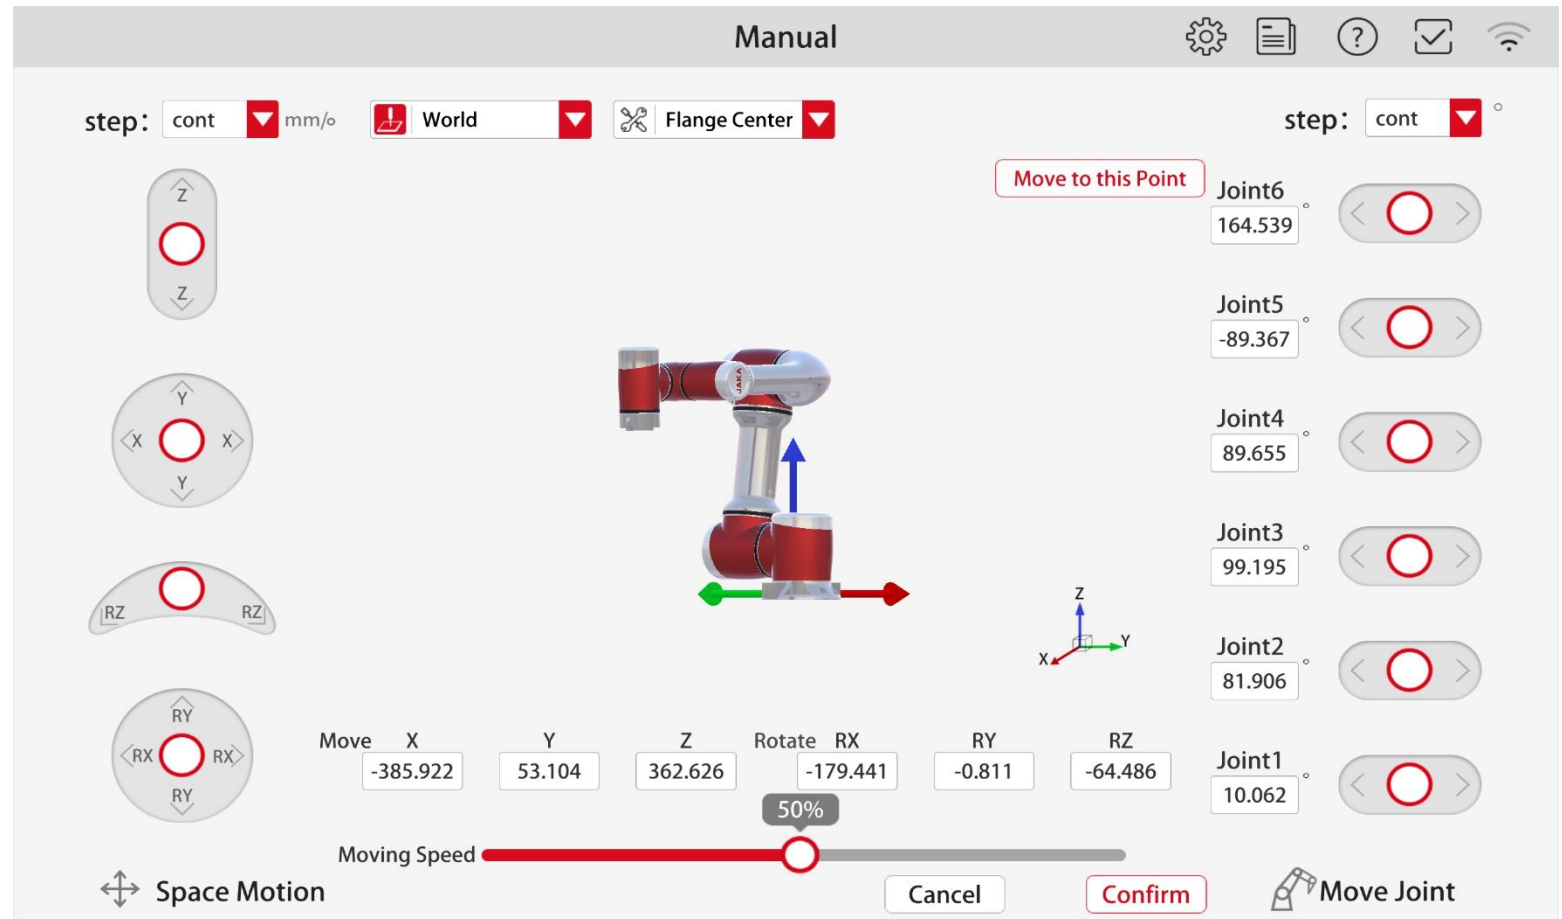 Manual
step: cont mm/° World Flange Center step: cont °
Move to this Point
Z
Z
Y
X X
Y
RZ RZ
RY
RX RX
RY
Joint6
164.539 °
Joint5
-89.367 °
Joint4
89.655 °
Joint3
99.195 °
Joint2
81.906 °
Joint1
10.062 °
JAKA
Z
X Y
Move X Y Z Rotate RX RY RZ
-385.922 53.104 362.626 -179.441 -0.811 -64.486
50%
Moving Speed
Space Motion Cancel Confirm Move Joint